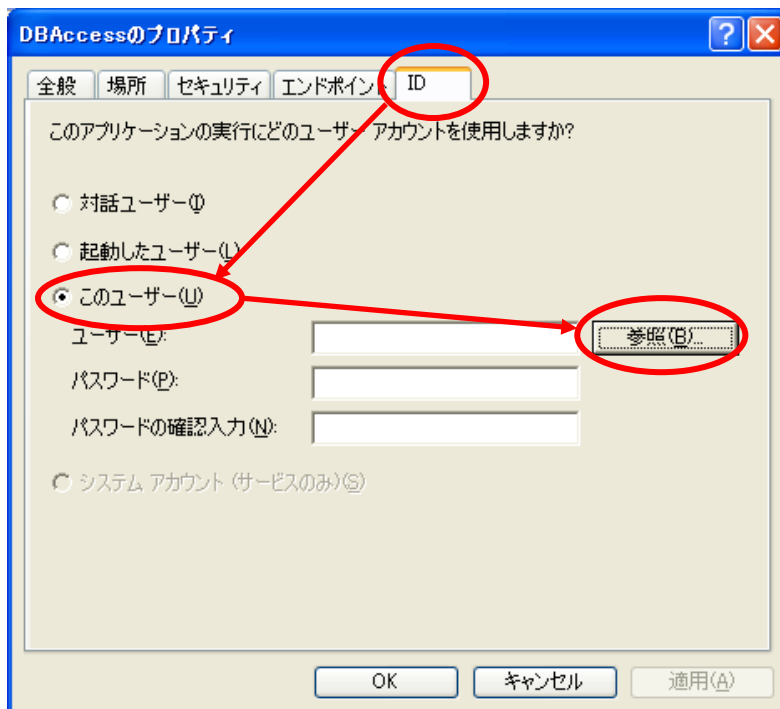 DBAccessのプロパティ
全般 場所 セキュリティ エンドポイント ID
このアプリケーションの実行にどのユーザー アカウントを使用しますか?
対話ユーザー(I)
起動したユーザー(L)
このユーザー(U)
ユーザー(E):
参照(B)...
パスワード(P):
パスワードの確認入力(N):
システム アカウント (サービスのみ)(S)
OK キャンセル 適用(A)